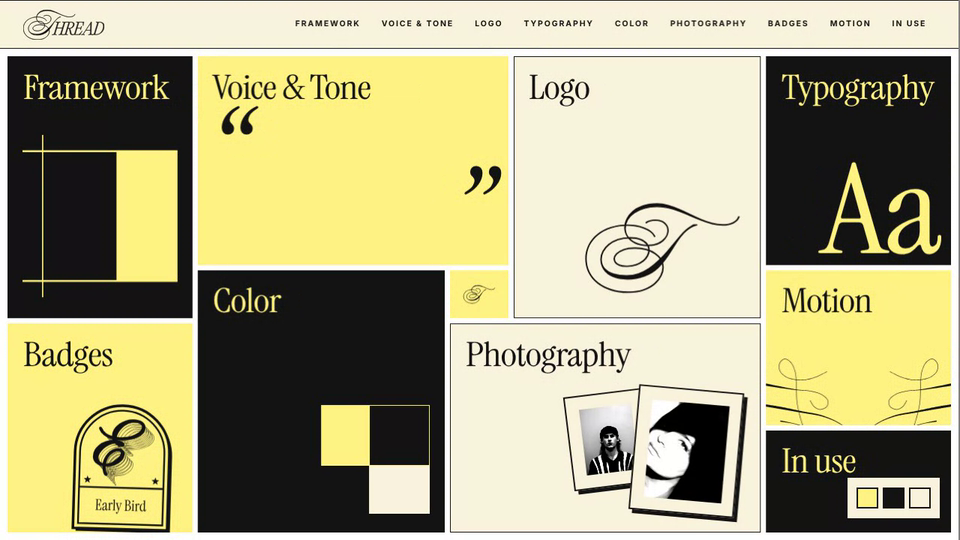 THREAD
FRAMEWORK VOICE & TONE LOGO TYPOGRAPHY COLOR PHOTOGRAPHY BADGES MOTION IN USE
Framework
Voice & Tone
“
”
Logo
T
Typography
Aa
Color
T
Motion
Badges
E
Early Bird
Photography
In use